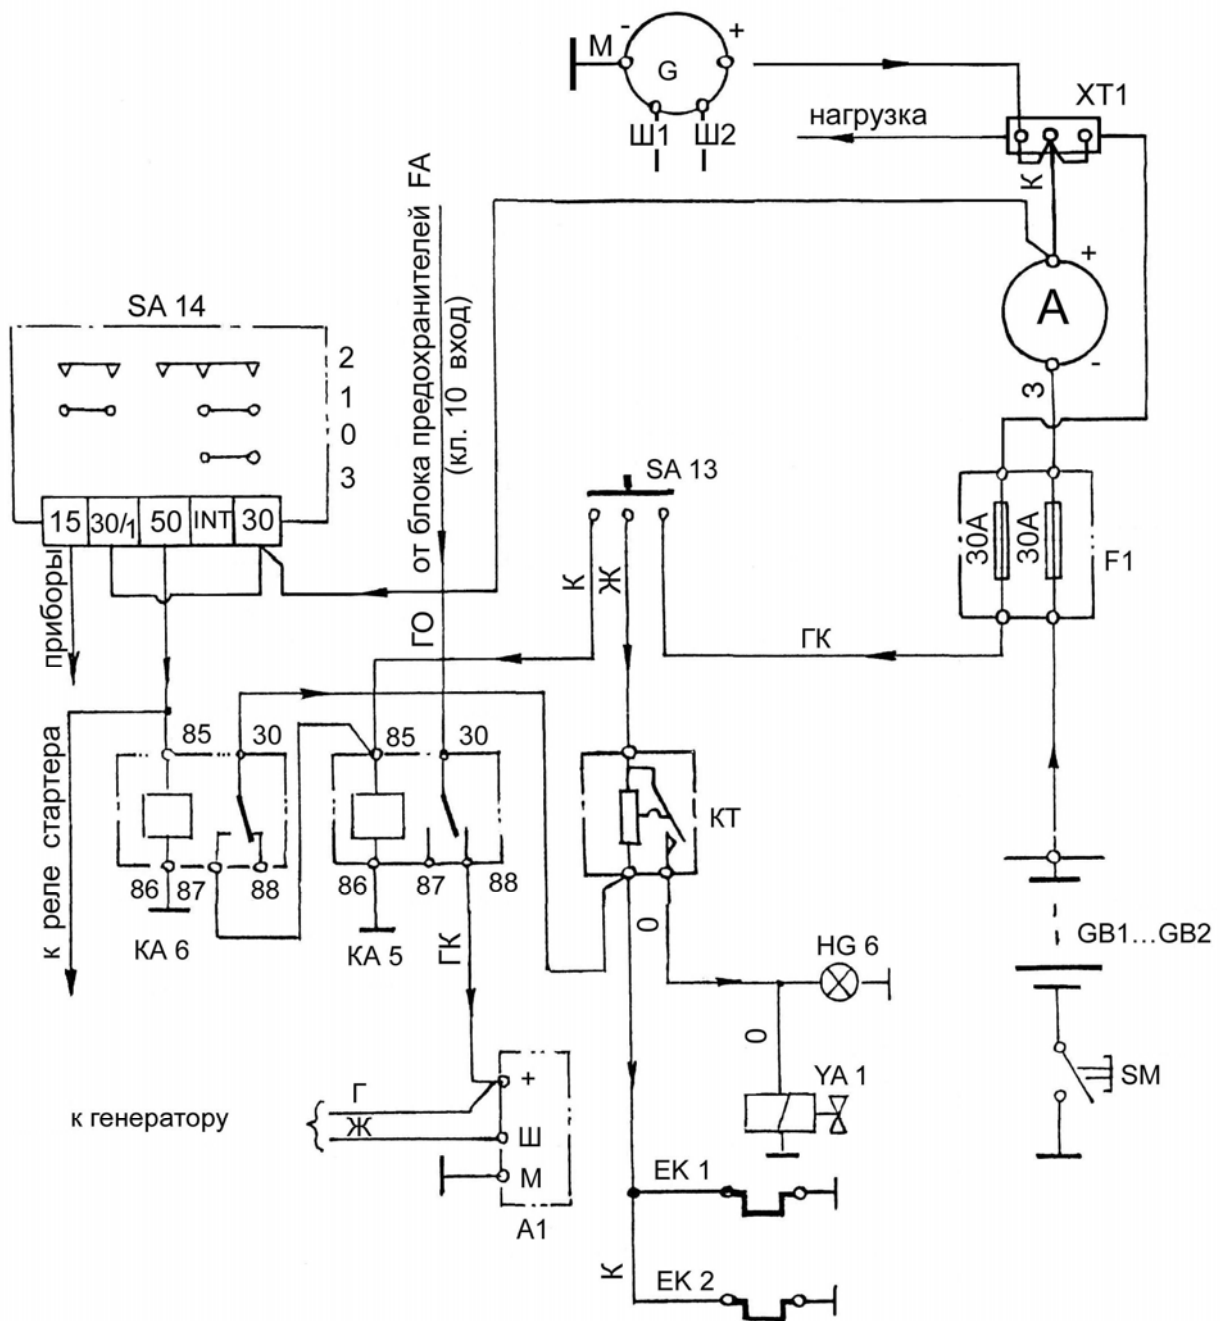 - +
М G
XT1
нагрузка
Ш1 Ш2
К
от блока предохранителей FA
(кл. 10 вход)
+
A
-
З
SA 14
2
1
0
3
15 30/1 50 INT 30
SA 13
30А 30А
F1
приборы
К Ж
ГО
ГК
к реле стартера
85 30
85 30
КТ
86 87 88
86 87 88
КА 6
КА 5
ГК
0
HG 6
GB1...GB2
0
YA 1
SM
к генератору
Г
Ж
+
Ш
М
А1
EK 1
К
EK 2